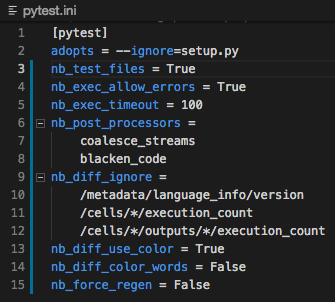 pytest.ini
1 [pytest]
2 adopts = --ignore=setup.py
3 nb_test_files = True
4 nb_exec_allow_errors = True
5 nb_exec_timeout = 100
6 nb_post_processors =
7 coalesce_streams
8 blacken_code
9 nb_diff_ignore =
10 /metadata/language_info/version
11 /cells/*/execution_count
12 /cells/*/outputs/*/execution_count
13 nb_diff_use_color = True
14 nb_diff_color_words = False
15 nb_force_regen = False